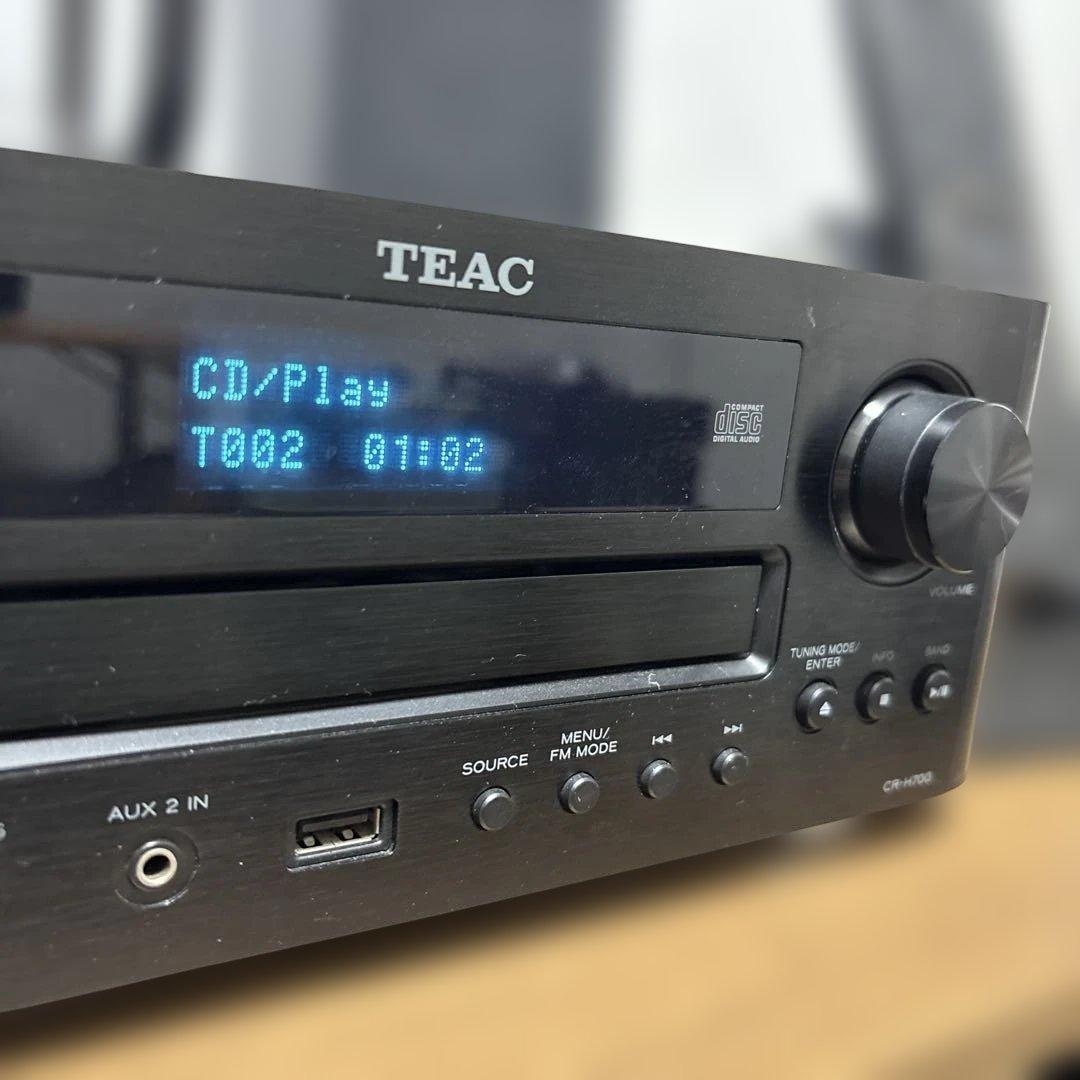 TEAC
CD/Play
T002 01:02
COMPACT
disc
DIGITAL AUDIO
VOLUME
TUNING MODE/
ENTER
INFO
BAND
SOURCE
MENU/
FM MODE
AUX 2 IN
CR-H700